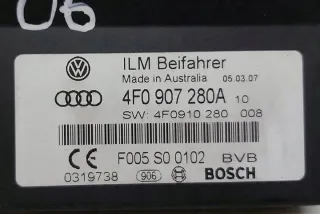 06
ILM Beifahrer
Made in Australia 05.03.07
4F0 907 280A 10
SW: 4F0910 280 008
CE F005 S0 0102 BVB
0319738 906 BOSCH